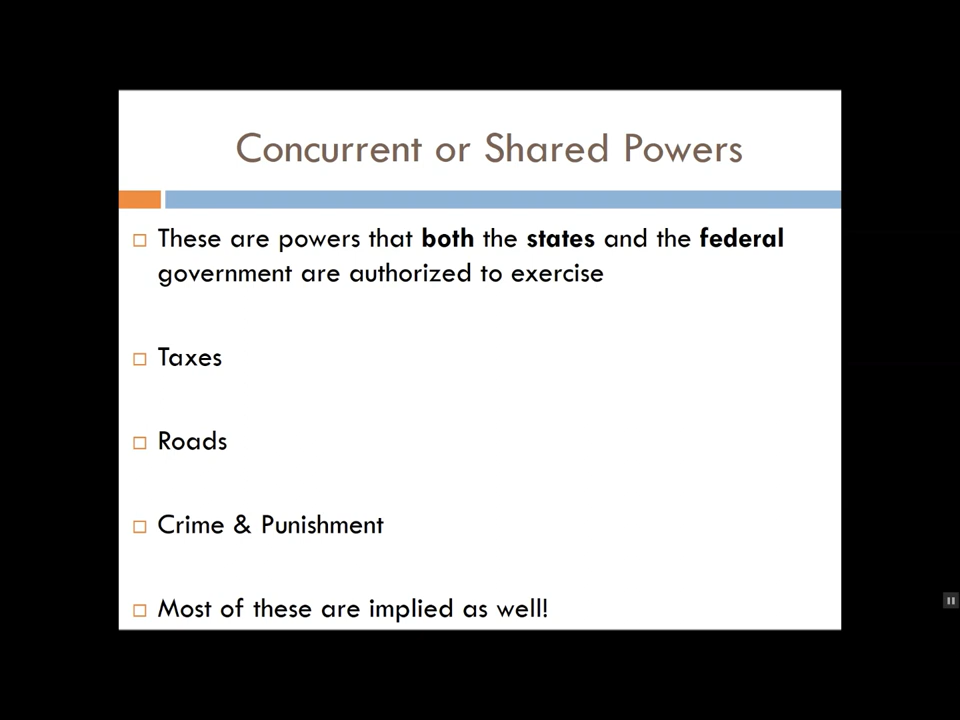 Concurrent or Shared Powers
These are powers that both the states and the federal
government are authorized to exercise
Taxes
Roads
Crime & Punishment
Most of these are implied as well!